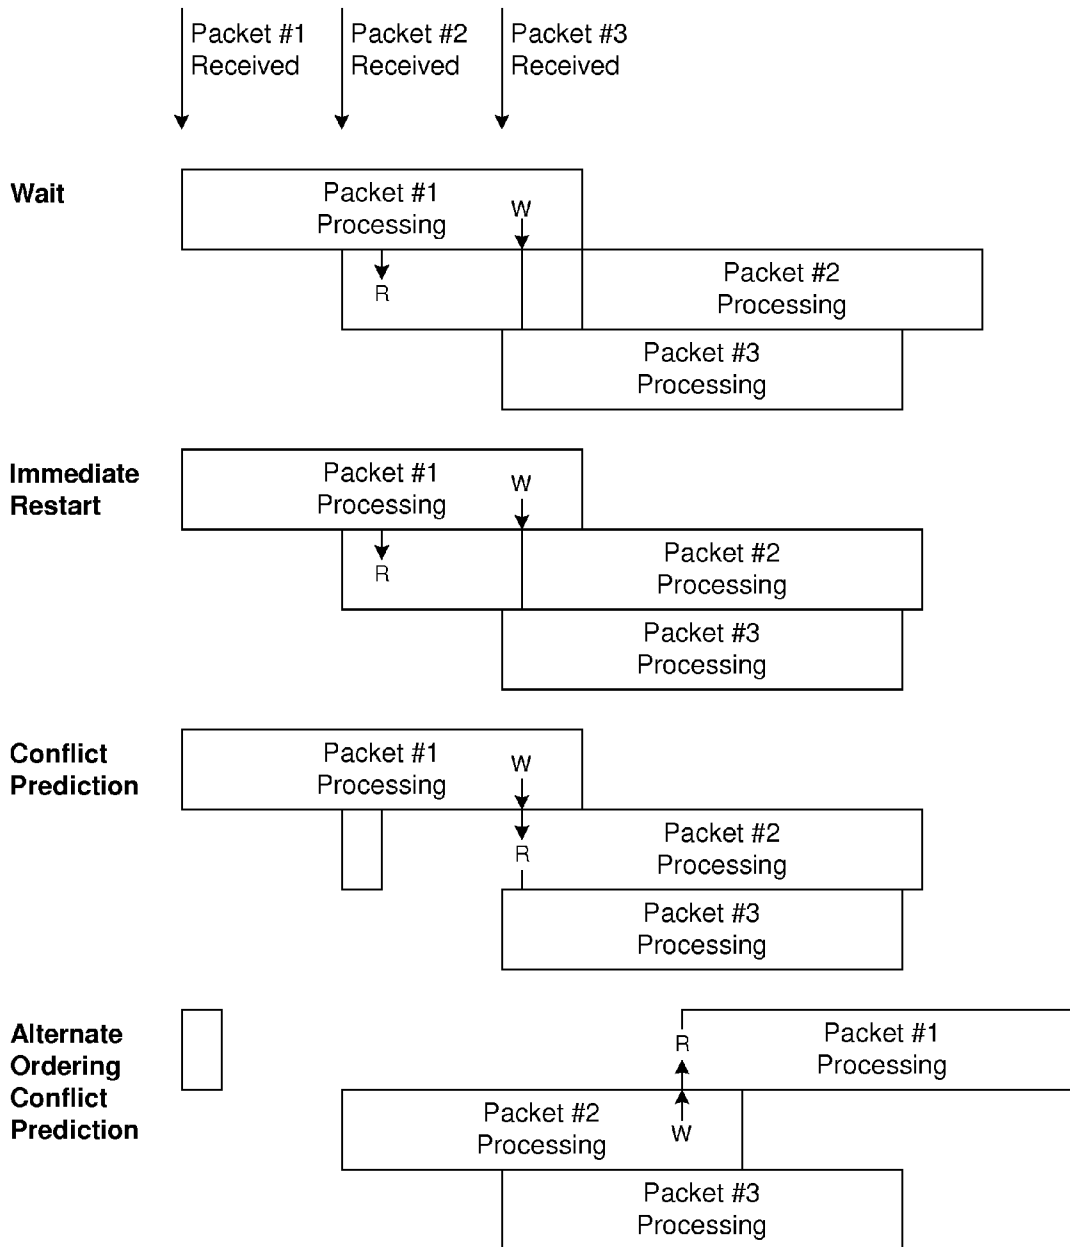 Packet #1
Received
Packet #2
Received
Packet #3
Received
Wait
Packet #1
Processing
W
R
Packet #2
Processing
Packet #3
Processing
Immediate
Restart
Packet #1
Processing
W
R
Packet #2
Processing
Packet #3
Processing
Conflict
Prediction
Packet #1
Processing
W
R
Packet #2
Processing
Packet #3
Processing
Alternate
Ordering
Conflict
Prediction
R
Packet #1
Processing
Packet #2
Processing
W
Packet #3
Processing